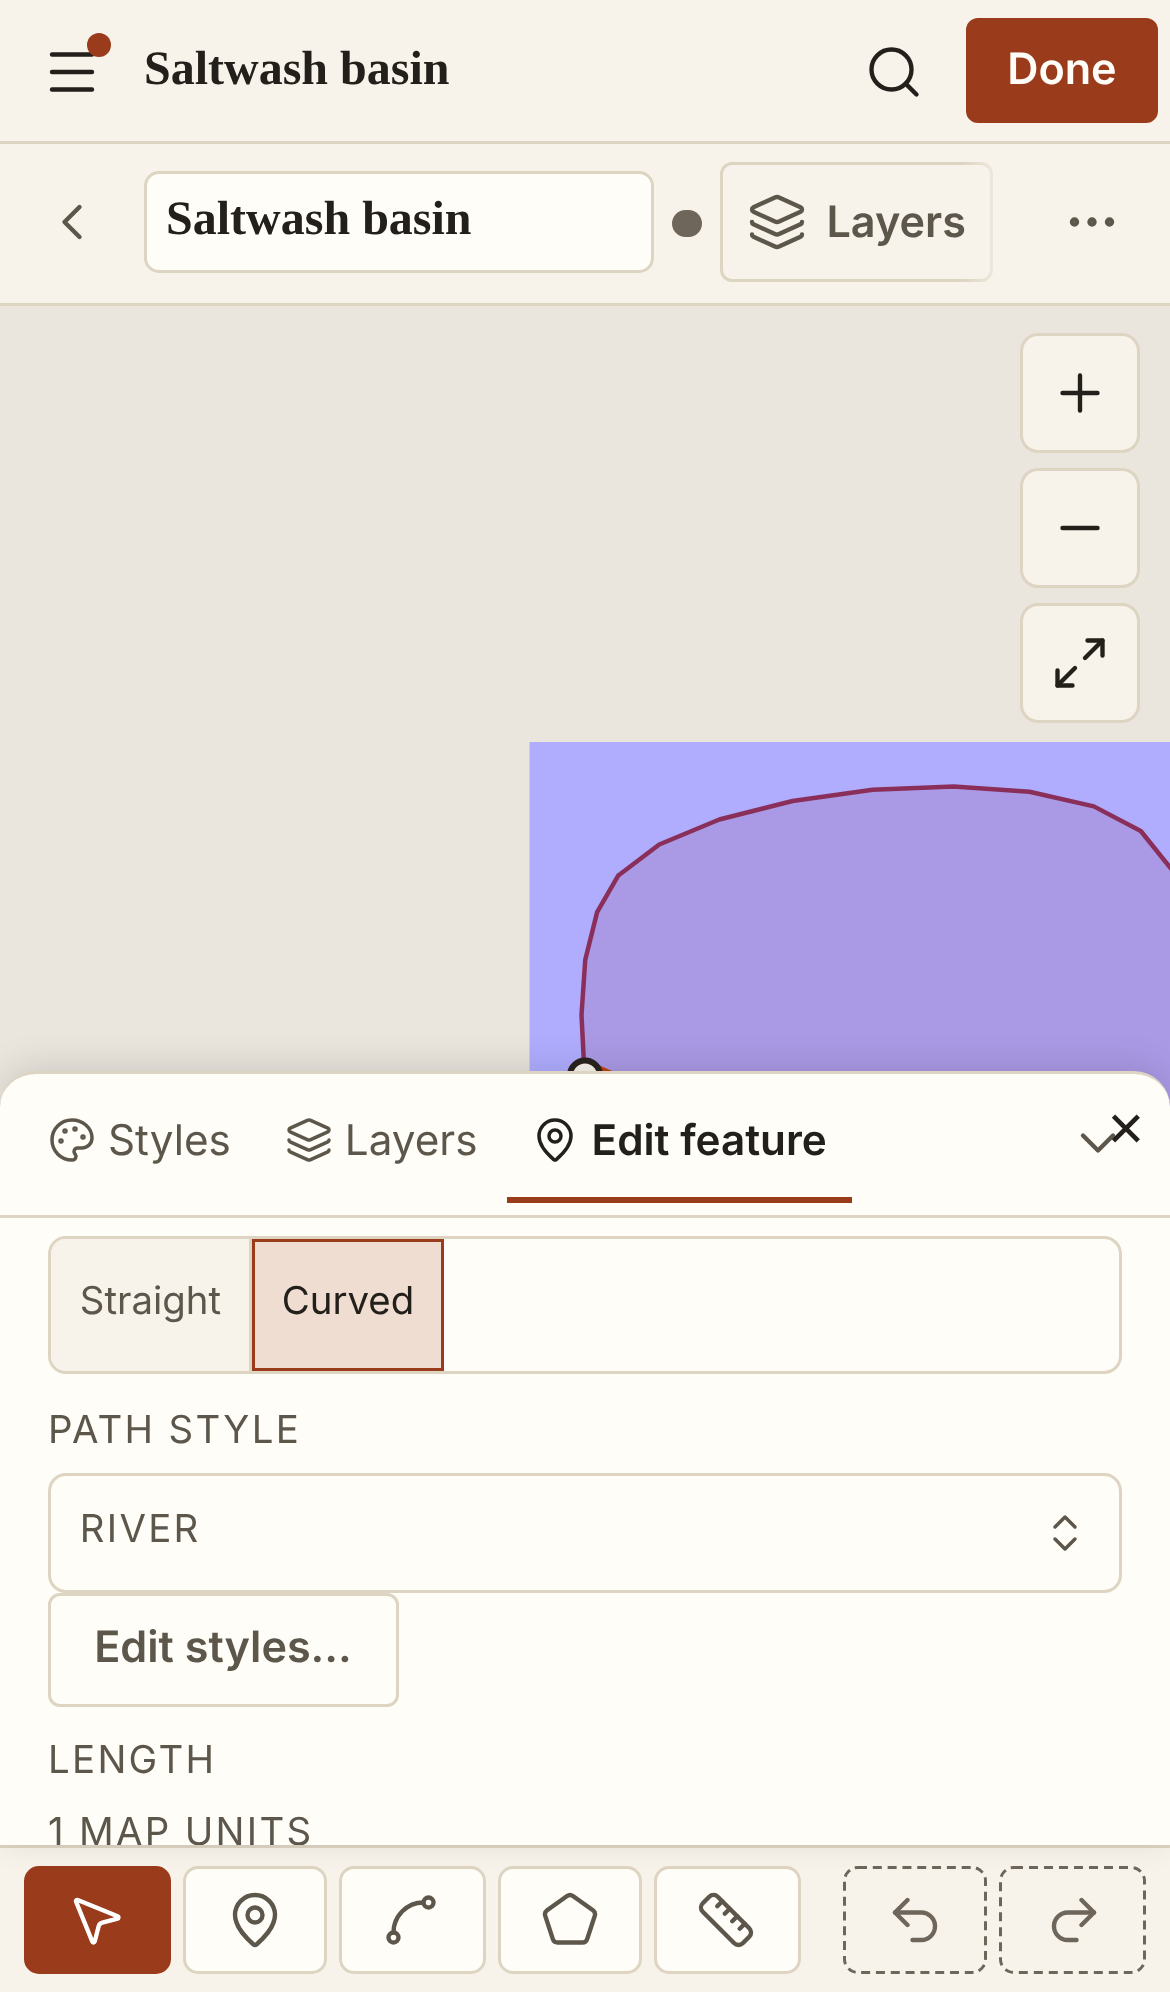 Saltwash basin
Done
Saltwash basin
Layers
Styles
Layers
Edit feature
Straight
Curved
PATH STYLE
RIVER
Edit styles...
LENGTH
1 MAP UNITS